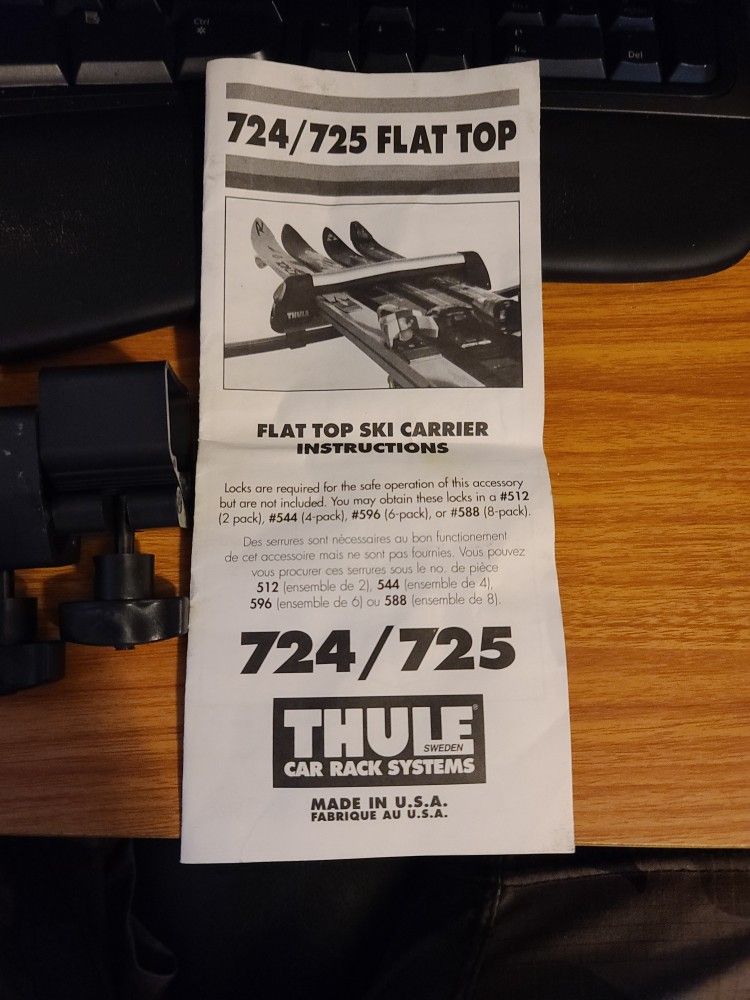 Ctrl
Del
724/725 FLAT TOP
THULE
FLAT TOP SKI CARRIER
INSTRUCTIONS
Locks are required for the safe operation of this accessory
but are not included. You may obtain these locks in a #512
(2 pack), #544 (4-pack), #596 (6-pack), or #588 (8-pack).
Des serrures sont nécessaires au bon fonctionement
de cet accessoire mais ne sont pas fournies. Vous pouvez
vous procurer ces serrures sous le no. de pièce
512 (ensemble de 2), 544 (ensemble de 4),
596 (ensemble de 6) ou 588 (ensemble de 8).
724/725
THULE®
SWEDEN
CAR RACK SYSTEMS
MADE IN U.S.A.
FABRIQUE AU U.S.A.